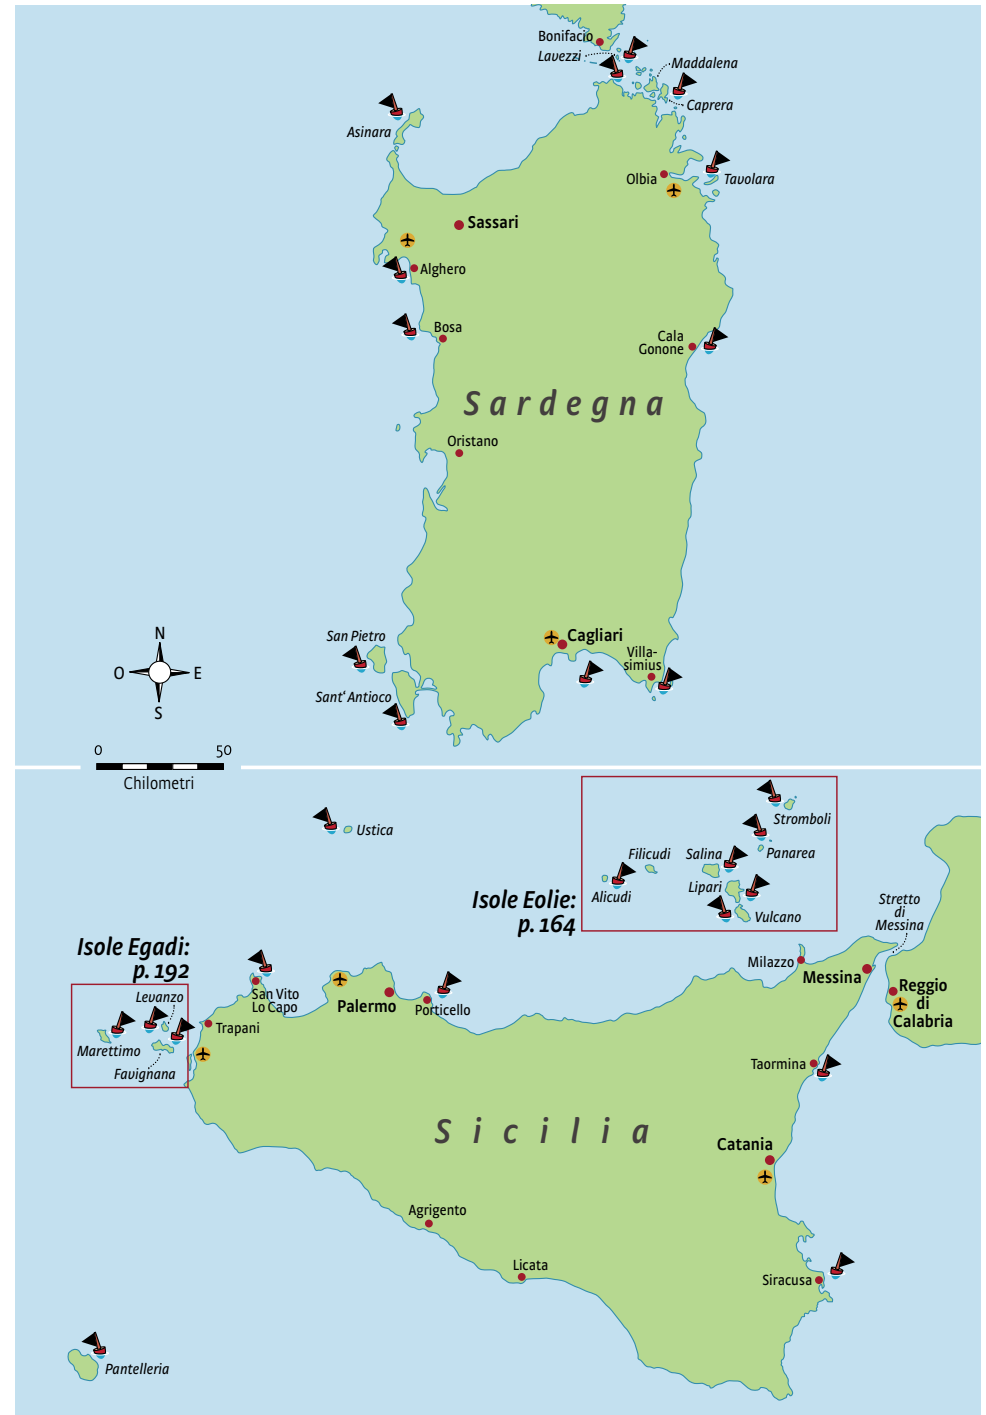 Bonifacio
Lavezzi
Maddalena
Caprera
Asinara
Olbia
Tavolara
Sassari
Alghero
Bosa
Cala
Gonone
Sardegna
Oristano
San Pietro
Cagliari
Villa-
simius
Sant' Antioco
N
O
E
S
0
50
Chilometri
Stromboli
Ustica
Panarea
Filicudi
Salina
Alicudi
Lipari
Vulcano
Isole Eolie:
p. 164
Stretto
di
Messina
Isole Egadi:
p. 192
Milazzo
Messina
Reggio
di
Calabria
Levanzo
San Vito
Lo Capo
Palermo
Porticello
Trapani
Marettimo
Favignana
Taormina
Sicilia
Catania
Agrigento
Licata
Siracusa
Pantelleria